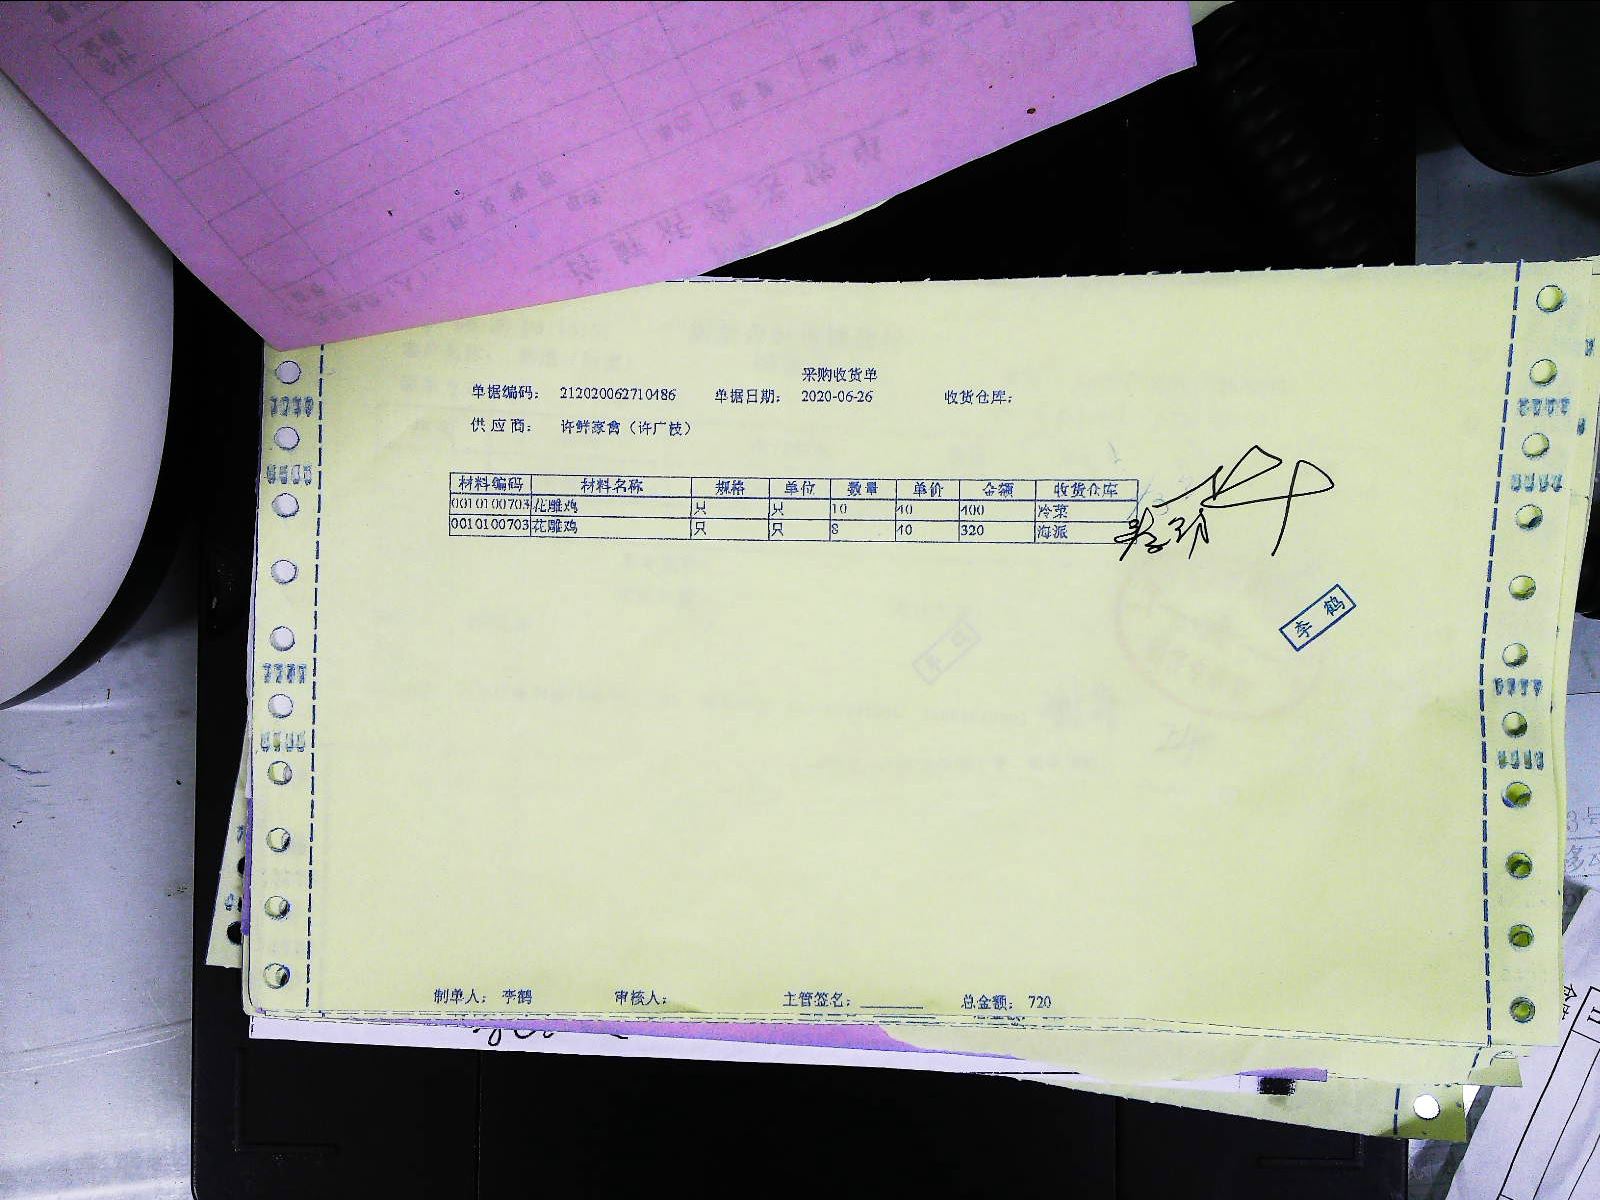 采购收货单
单据编码： 212020062710486 单据日期： 2020-06-26 收货仓库：
供 应 商： 许鲜家禽（许广枝）
材料编码 材料名称 规格 单位 数量 单价 金额 收货仓库
0010100703 花雕鸡 只 只 10 40 400 冷菜
0010100703 花雕鸡 只 只 8 40 320 海派
李鹤
制单人： 李鹤 审核人： 主管签名： 总金额： 720